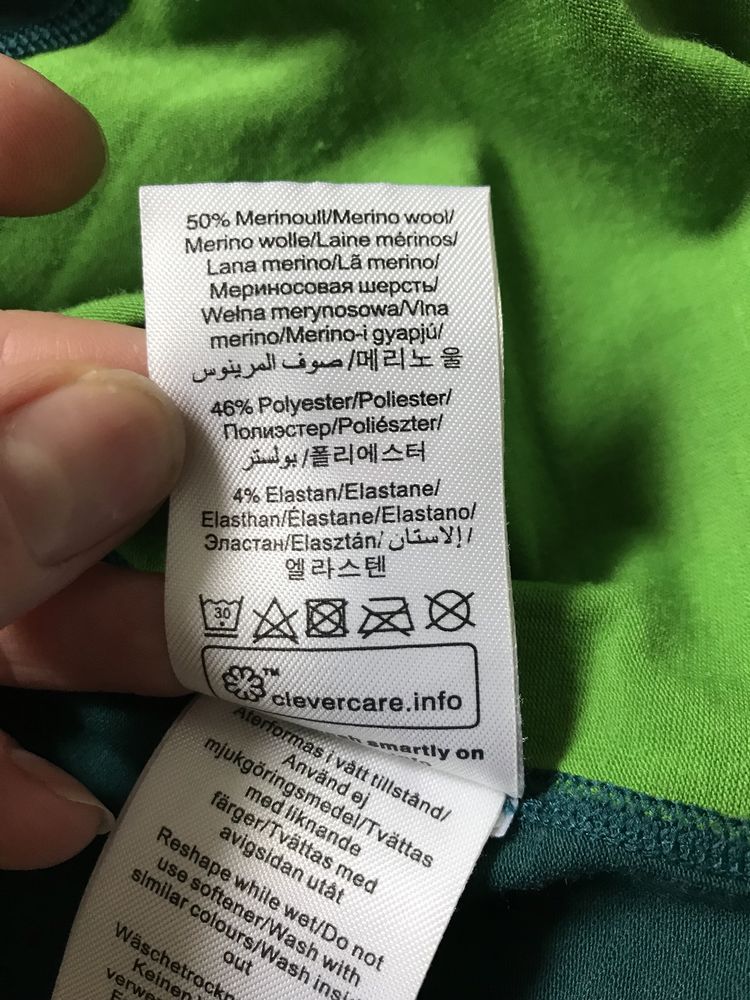 50% Merinoull/Merino wool/
Merino wolle/Laine mérinos/
Lana merino/Lã merino/
Мериносовая шерсть/
Wełna merynosowa/Vlna
merino/Merino-i gyapjú/
صوف المرينوس/메리노 울
46% Polyester/Poliester/
Полиэстер/Poliészter/
بولستر/폴리에스터
4% Elastan/Elastane/
Elasthan/Élastane/Elastano/
Эластан/Elasztán/إلاستان/
엘라스텐
30
clevercare.info™
smartly on
Återformas i vått tillstånd/
Använd ej
mjukgöringsmedel/Tvättas
med liknande
färger/Tvättas med
avigsidan utåt
Reshape while wet/Do not
use softener/Wash with
similar colours/Wash inside
out
Keinen